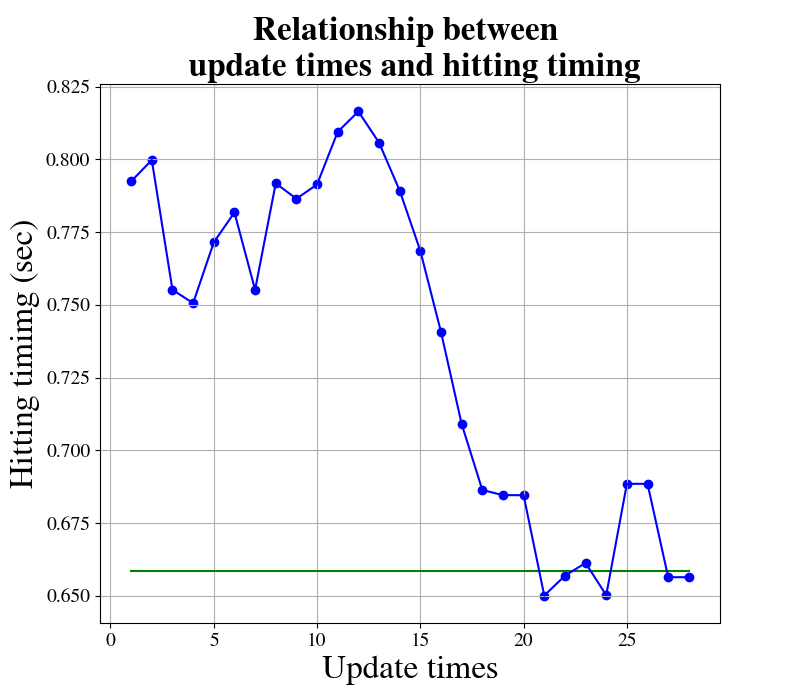 Relationship between
update times and hitting timing
0.825
0.800
0.775
0.750
0.725
0.700
0.675
0.650
Hitting timimg (sec)
0 5 10 15 20 25
Update times